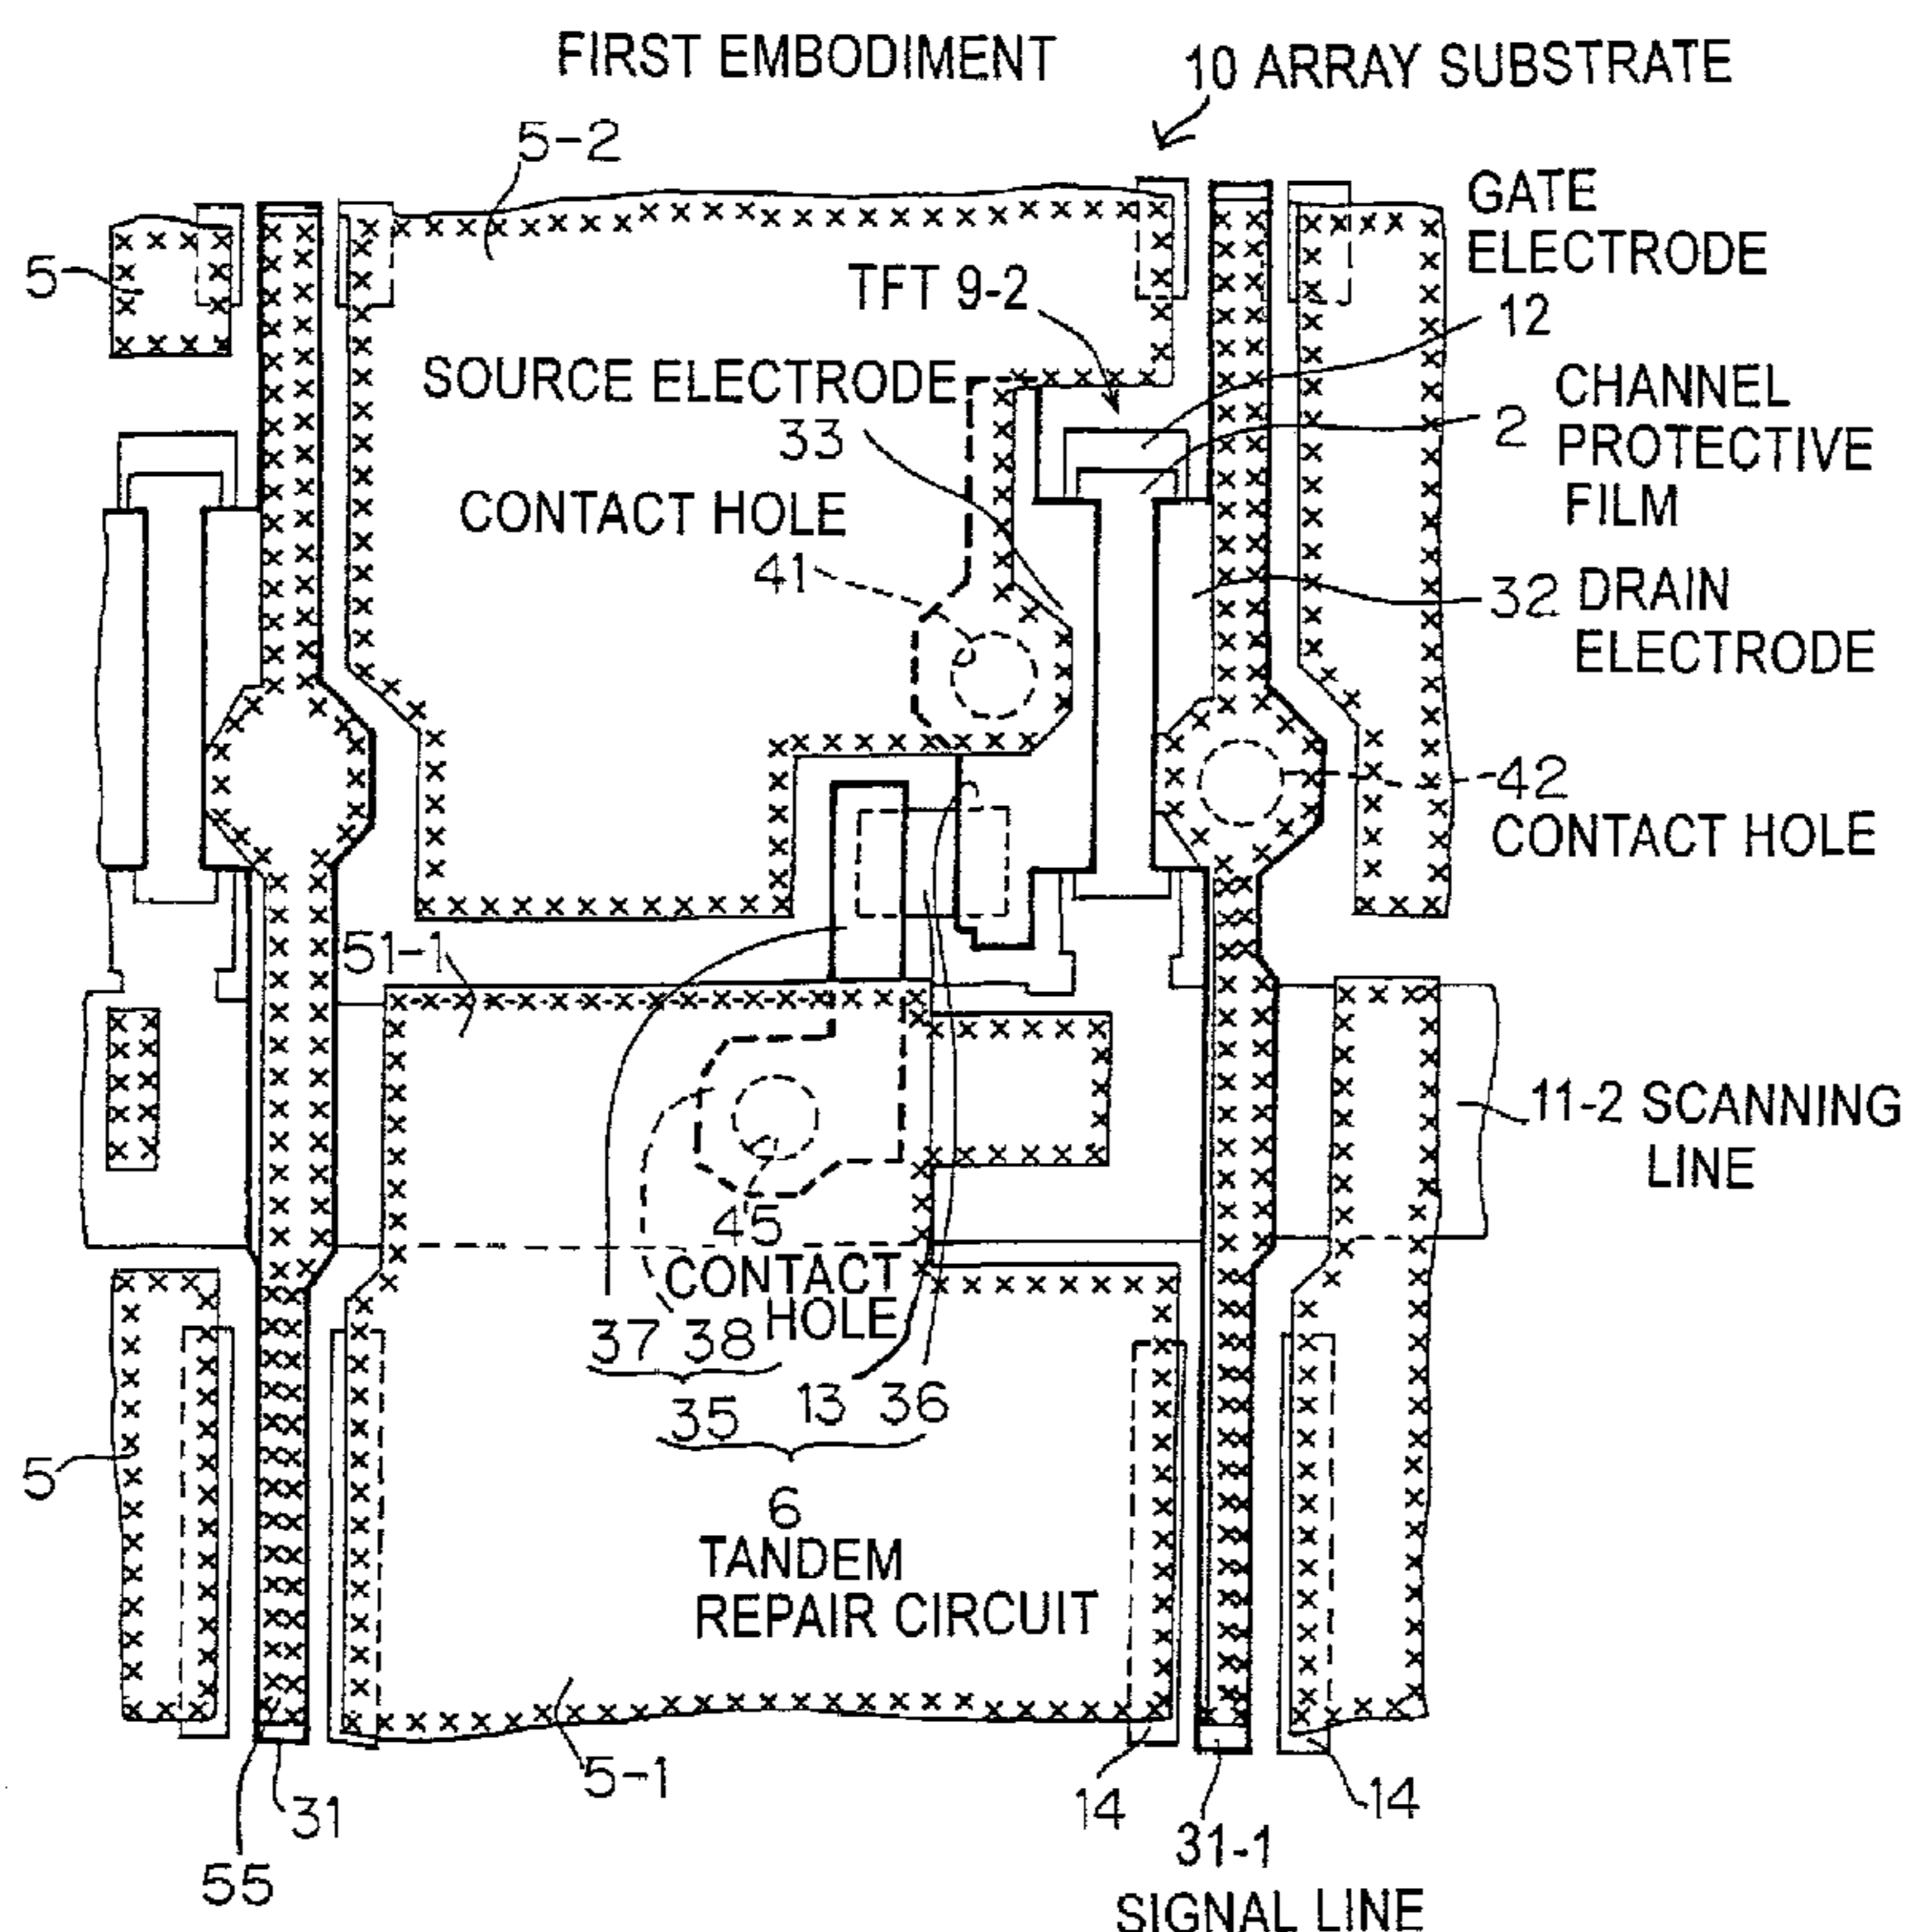 FIRST EMBODIMENT
10 ARRAY SUBSTRATE
5-2
GATE
ELECTRODE
12
5
TFT 9-2
SOURCE ELECTRODE
33
2 CHANNEL
PROTECTIVE
FILM
CONTACT HOLE
41
32 DRAIN
ELECTRODE
42
CONTACT HOLE
51-1
11-2 SCANNING
LINE
45
CONTACT
HOLE
37 38
35 13 36
6
TANDEM
REPAIR CIRCUIT
5
5-1
14
14
31
31-1
SIGNAL LINE
55